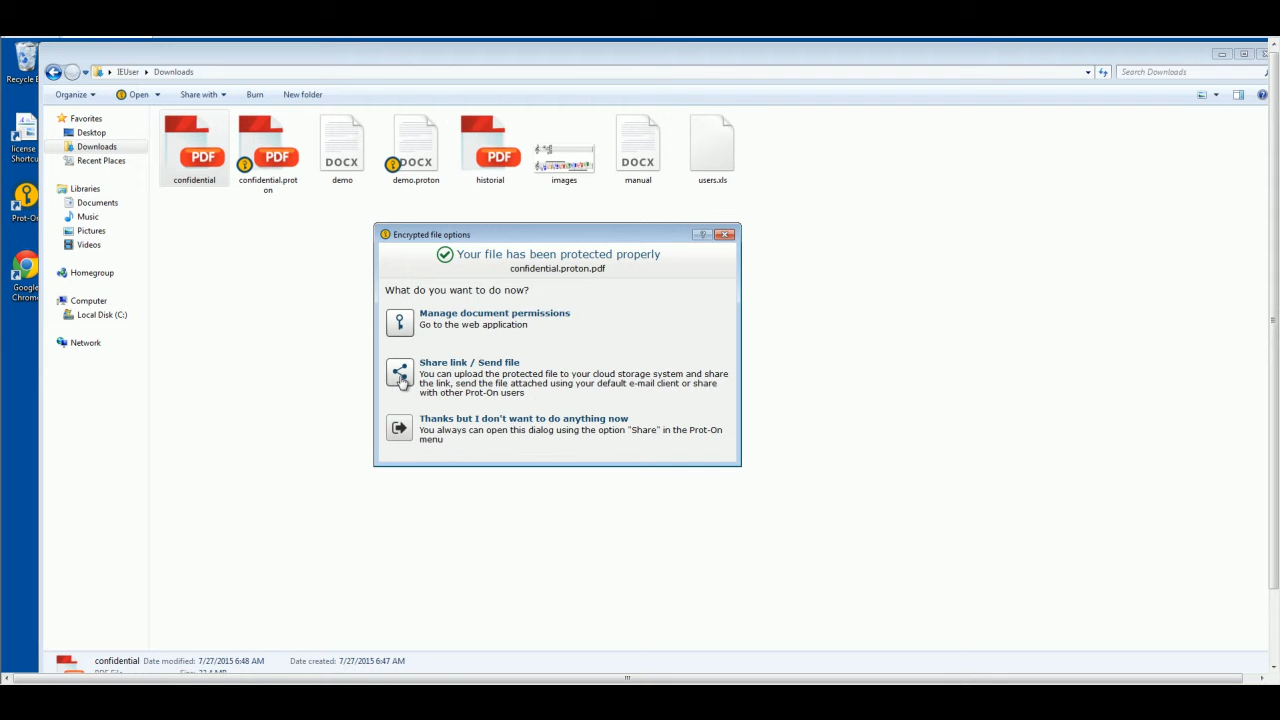 Recycle B
IEUser ▸ Downloads
Search Downloads
Organize Open Share with Burn New folder
Favorites
Desktop
Downloads
Recent Places
Libraries
Documents
Music
Pictures
Videos
Homegroup
Computer
Local Disk (C:)
Network
license
Shortcu
Prot-On
Google
Chrome
PDF
confidential
PDF
confidential.prot
on
DOCX
demo
DOCX
demo.proton
PDF
historial
images
DOCX
manual
users.xls
Encrypted file options
Your file has been protected properly
confidential.proton.pdf
What do you want to do now?
Manage document permissions
Go to the web application
Share link / Send file
You can upload the protected file to your cloud storage system and share
the link, send the file attached using your default e-mail client or share
with other Prot-On users
Thanks but I don't want to do anything now
You always can open this dialog using the option "Share" in the Prot-On
menu
confidential Date modified: 7/27/2015 6:48 AM Date created: 7/27/2015 6:47 AM